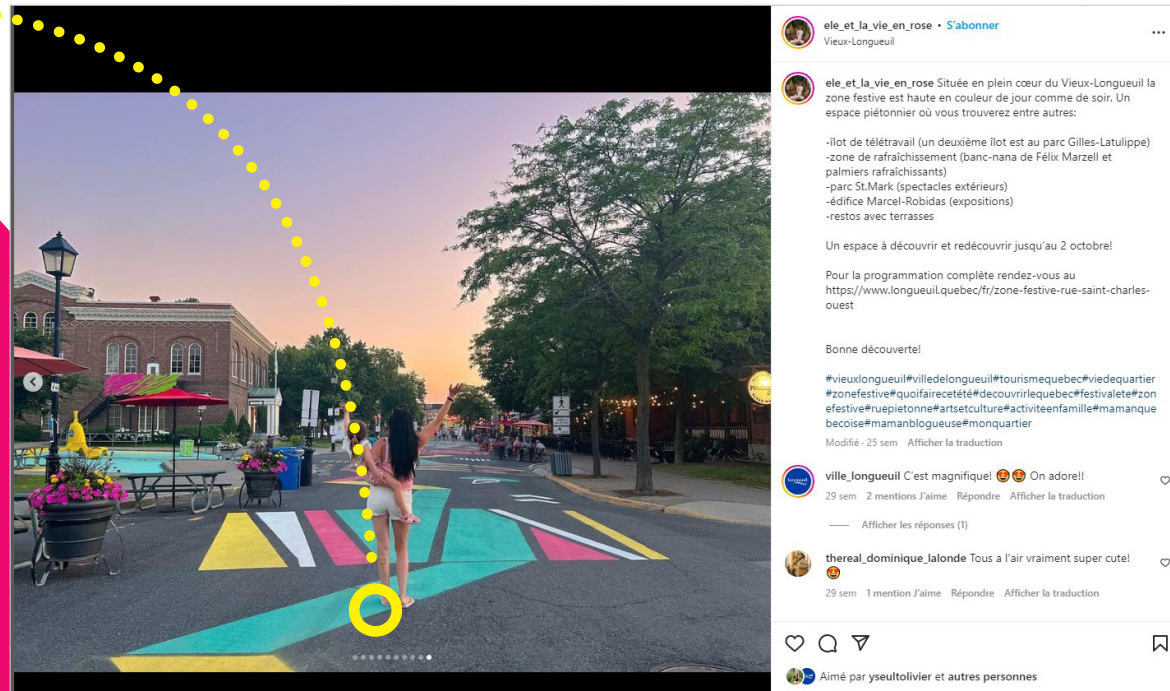 ele_et_la_vie_en_rose • S'abonner
Vieux-Longueuil
ele_et_la_vie_en_rose Située en plein cœur du Vieux-Longueuil la
zone festive est haute en couleur de jour comme de soir. Un
espace piétonnier où vous trouverez entre autres:
-îlot de télétravail (un deuxième îlot est au parc Gilles-Latulippe)
-zone de rafraîchissement (banc-nana de Félix Marzell et
palmiers rafraîchissants)
-parc St.Mark (spectacles extérieurs)
-édifice Marcel-Robidas (expositions)
-restos avec terrasses
Un espace à découvrir et redécouvrir jusqu'au 2 octobre!
Pour la programmation complète rendez-vous au
https://www.longueuil.quebec/fr/zone-festive-rue-saint-charles-
ouest
Bonne découverte!
#vieuxlongueuil#villedelongueuil#tourismequebec#viedequartier
#zonefestive#quoifairecetété#decouvrirlequebec#festivalete#zon
efestive#ruepietonne#artsetculture#activiteenfamille#mamanque
becoise#mamanblogueuse#monquartier
Modifié · 25 sem Afficher la traduction
ville_longueuil C'est magnifique! 🤩🤩 On adore!!
29 sem 2 mentions J'aime Répondre Afficher la traduction
Afficher les réponses (1)
thereal_dominique_lalonde Tous a l'air vraiment super cute!
🤩
29 sem 1 mention J'aime Répondre Afficher la traduction
Aimé par yseultolivier et autres personnes